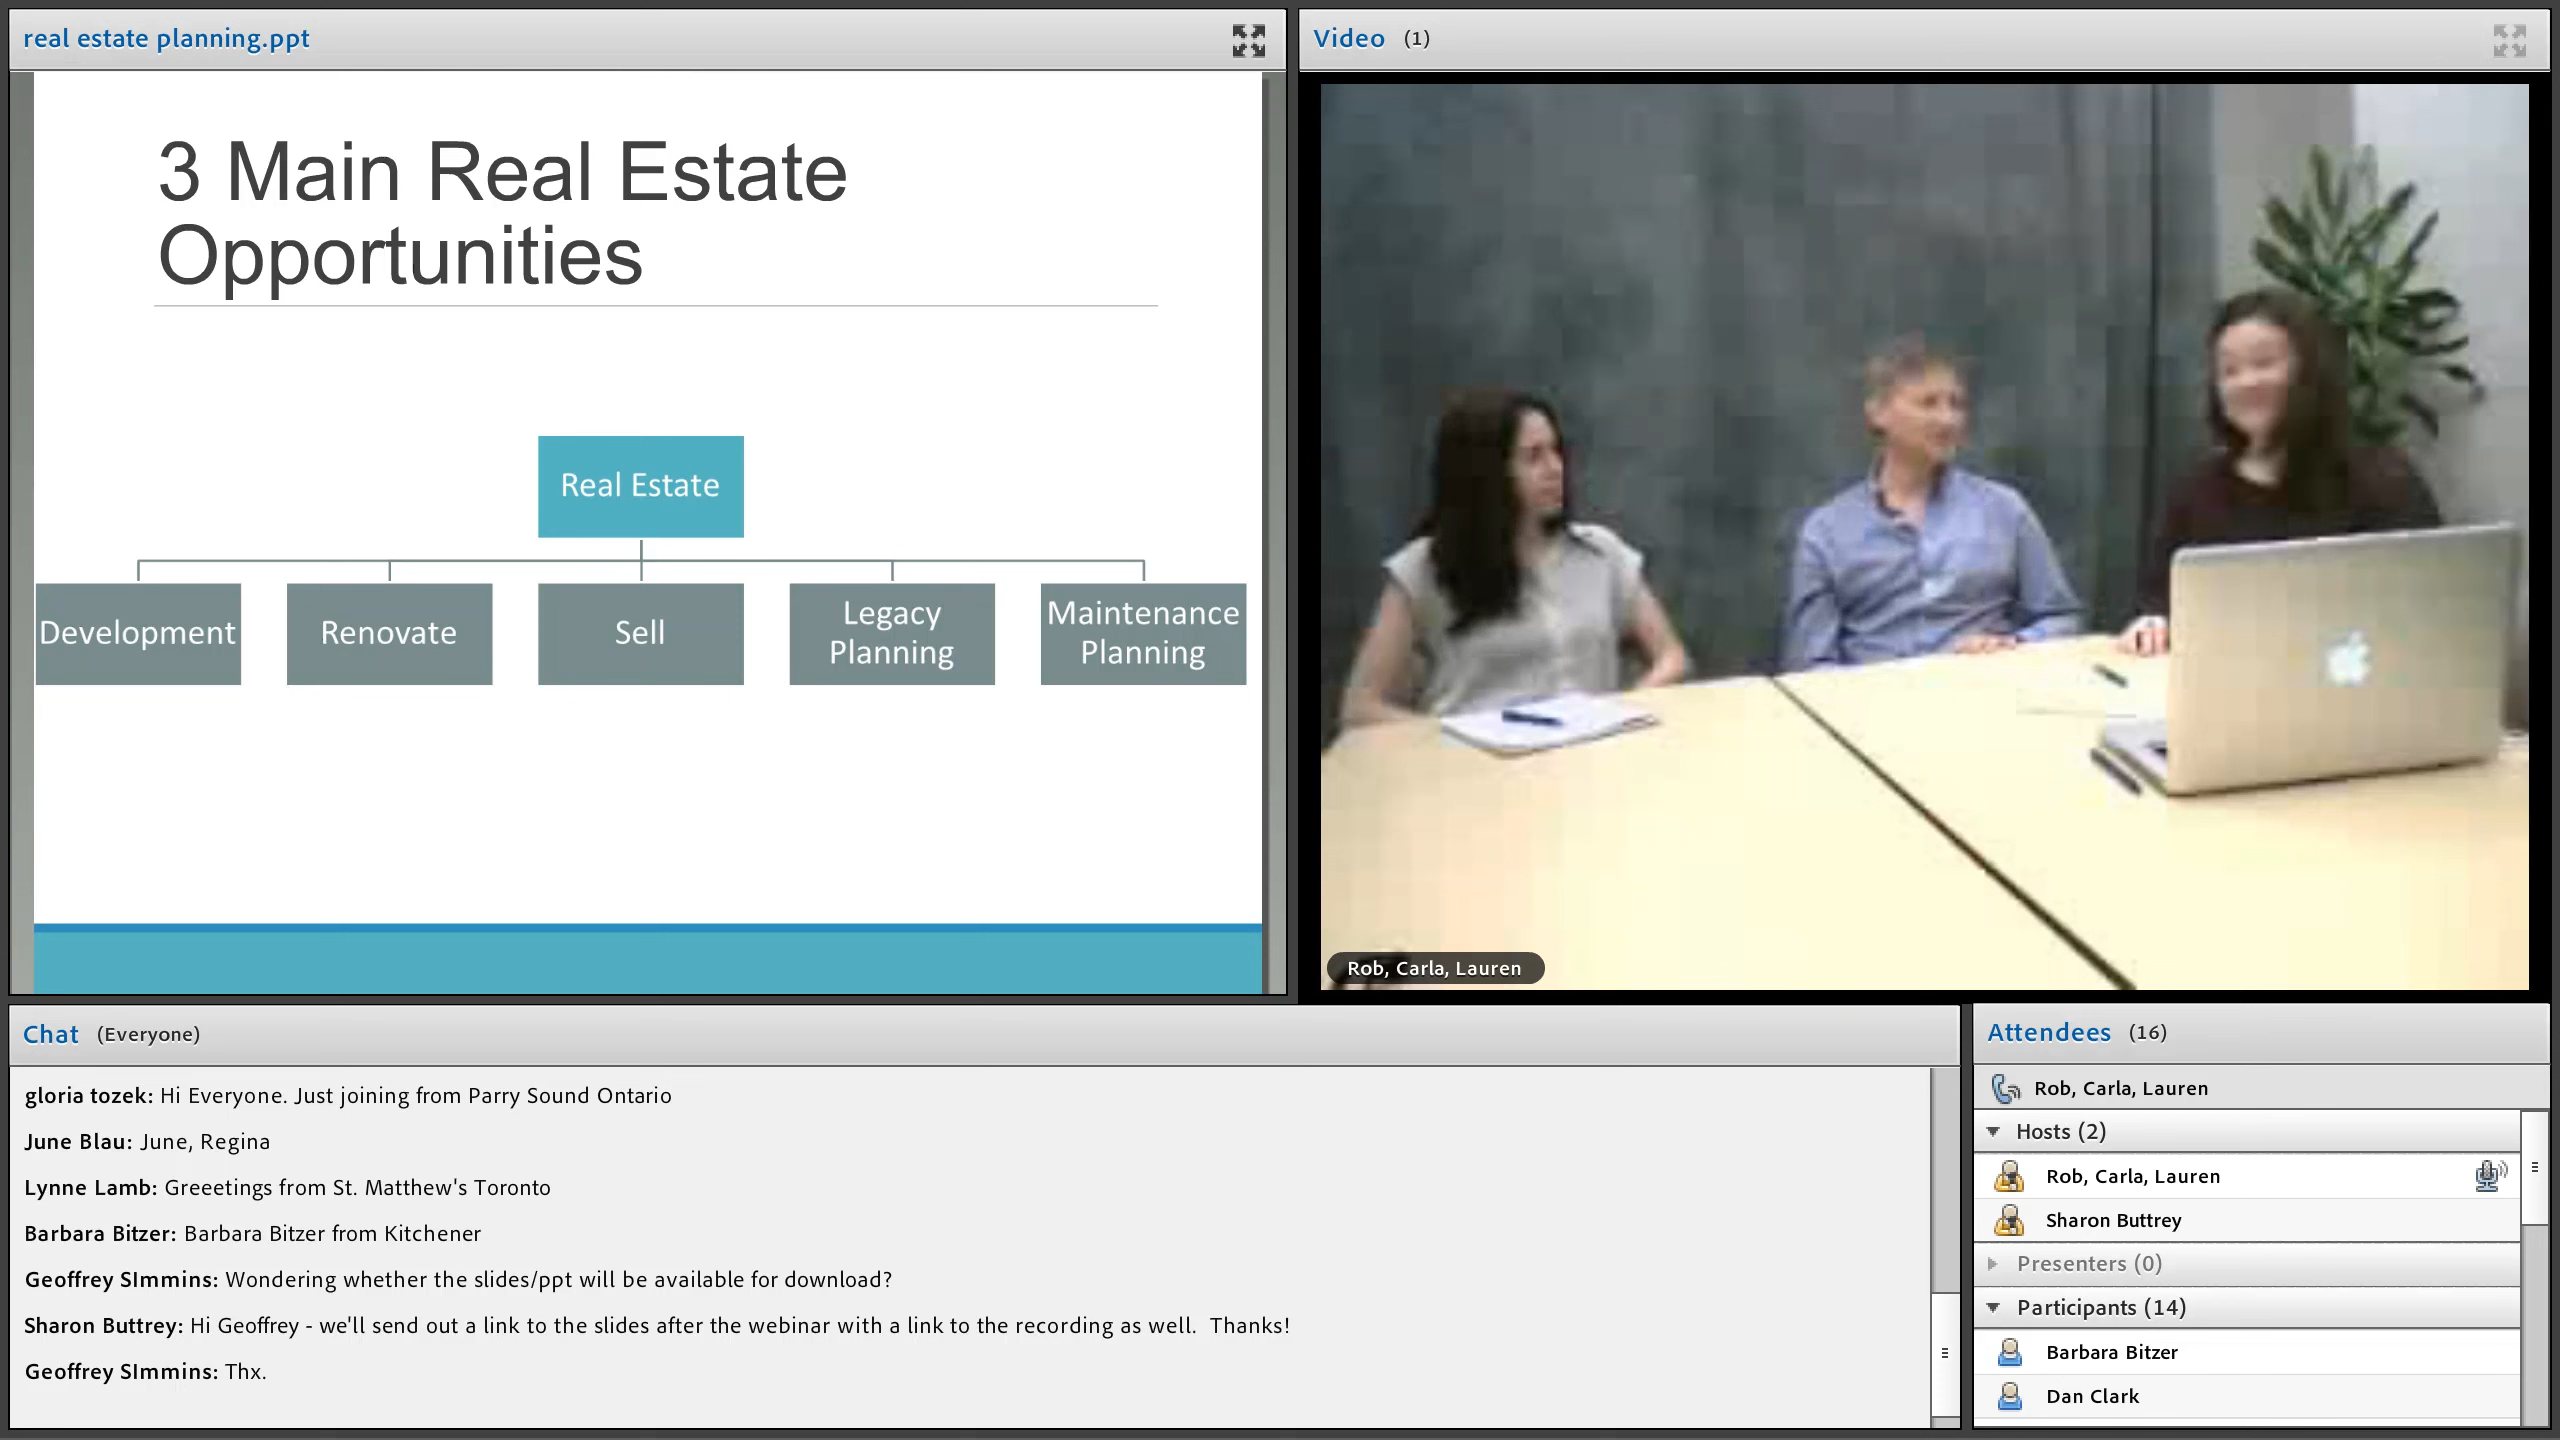 real estate planning.ppt
3 Main Real Estate
Opportunities
Real Estate
Development
Renovate
Sell
Legacy
Planning
Maintenance
Planning
Video (1)
Rob, Carla, Lauren
Chat (Everyone)
gloria tozek: Hi Everyone. Just joining from Parry Sound Ontario
June Blau: June, Regina
Lynne Lamb: Greeetings from St. Matthew's Toronto
Barbara Bitzer: Barbara Bitzer from Kitchener
Geoffrey SImmins: Wondering whether the slides/ppt will be available for download?
Sharon Buttrey: Hi Geoffrey - we'll send out a link to the slides after the webinar with a link to the recording as well.  Thanks!
Geoffrey SImmins: Thx.
Attendees (16)
Rob, Carla, Lauren
Hosts (2)
Rob, Carla, Lauren
Sharon Buttrey
Presenters (0)
Participants (14)
Barbara Bitzer
Dan Clark